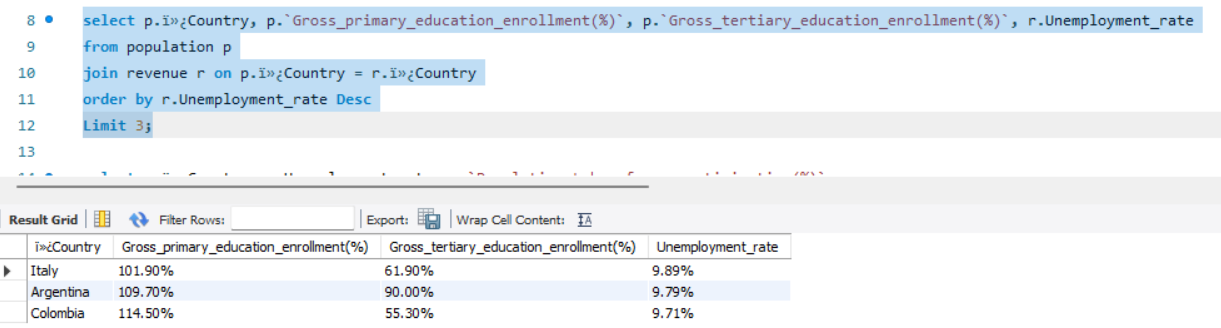 8 select p.ï»¿Country, p.`Gross_primary_education_enrollment(%)`, p.`Gross_tertiary_education_enrollment(%)`, r.Unemployment_rate
9 from population p
10 join revenue r on p.ï»¿Country = r.ï»¿Country
11 order by r.Unemployment_rate Desc
12 Limit 3;
13
Result Grid Filter Rows: Export: Wrap Cell Content:
ï»¿Country Gross_primary_education_enrollment(%) Gross_tertiary_education_enrollment(%) Unemployment_rate
Italy 101.90% 61.90% 9.89%
Argentina 109.70% 90.00% 9.79%
Colombia 114.50% 55.30% 9.71%